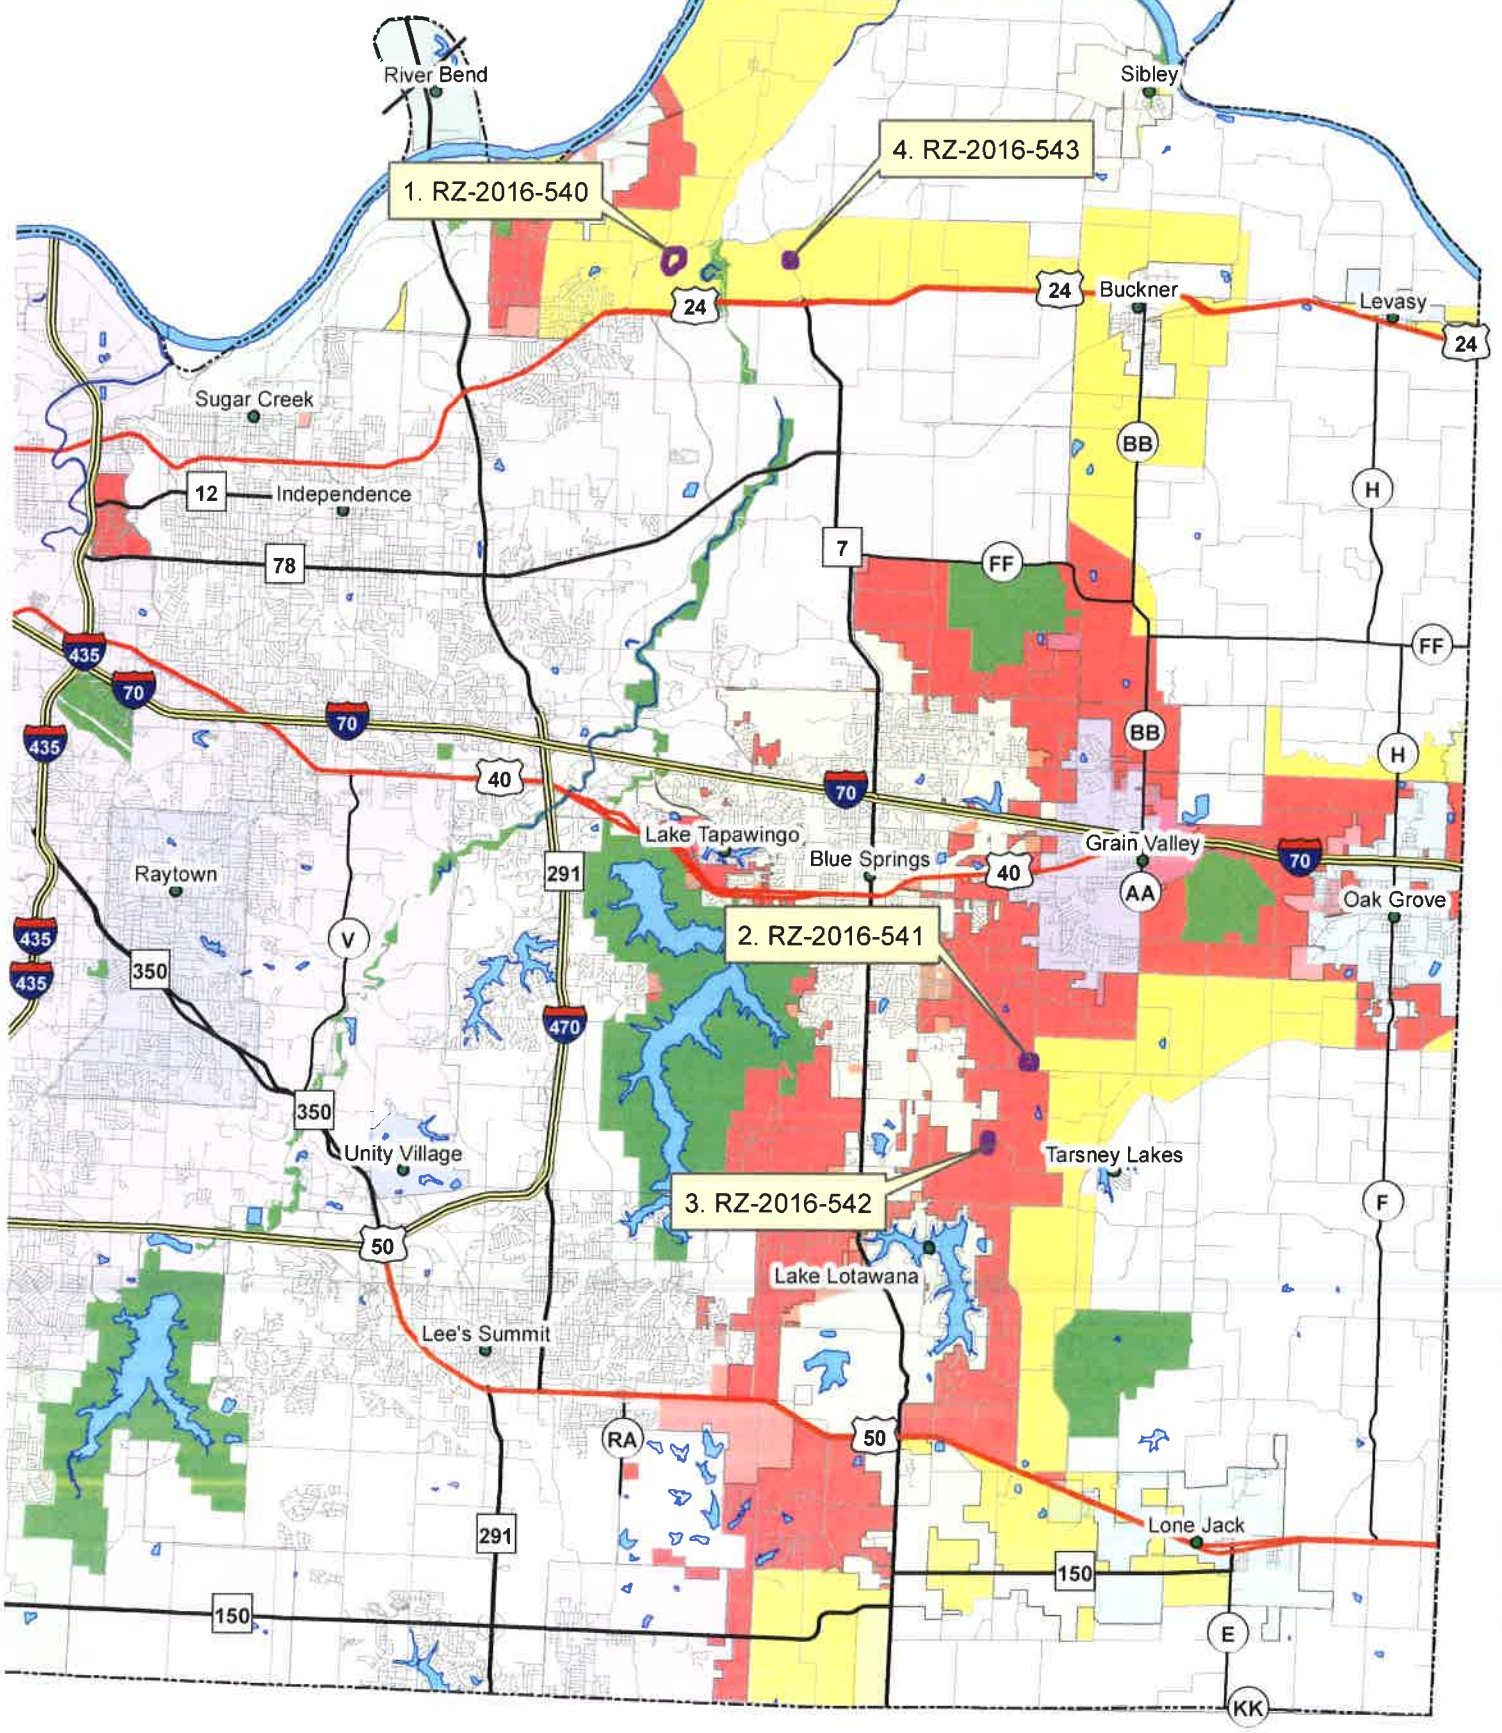 River Bend
Sibley
4. RZ-2016-543
1. RZ-2016-540
24
24
Buckner
Levasy
24
Sugar Creek
BB
12
Independence
H
7
78
FF
435
FF
70
70
BB
435
H
40
70
Lake Tapawingo
Grain Valley
Blue Springs
70
291
40
Raytown
AA
Oak Grove
2. RZ-2016-541
435
V
350
435
470
350
Unity Village
Tarsney Lakes
3. RZ-2016-542
F
50
Lake Lotawana
Lee's Summit
RA
50
Lone Jack
291
150
150
E
KK